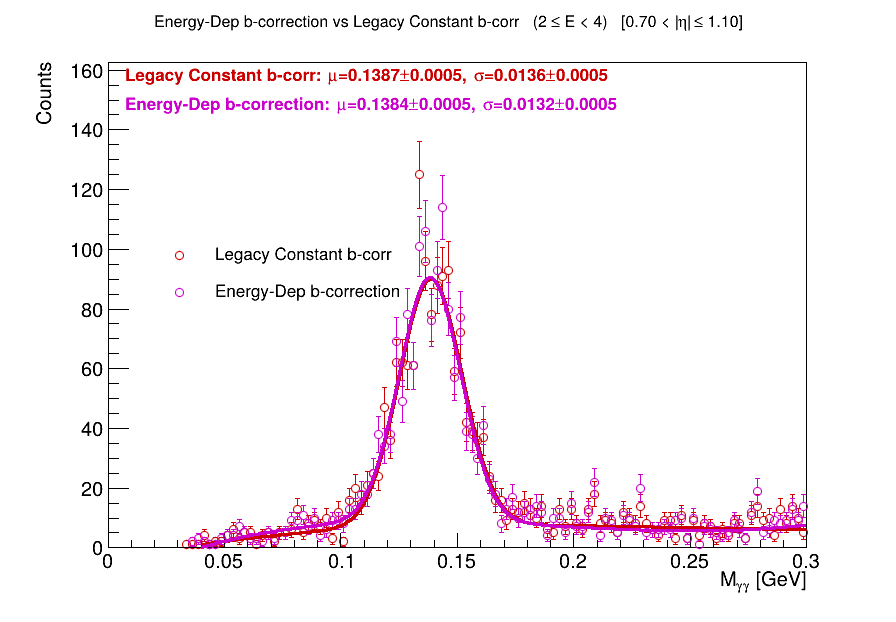 Energy-Dep b-correction vs Legacy Constant b-corr (2 ≤ E < 4) [0.70 < |η| ≤ 1.10]
Counts
Legacy Constant b-corr: μ=0.1387±0.0005, σ=0.0136±0.0005
Energy-Dep b-correction: μ=0.1384±0.0005, σ=0.0132±0.0005
160
140
120
100
80
60
40
20
0
Legacy Constant b-corr
Energy-Dep b-correction
0 0.05 0.1 0.15 0.2 0.25 0.3
Mγγ [GeV]